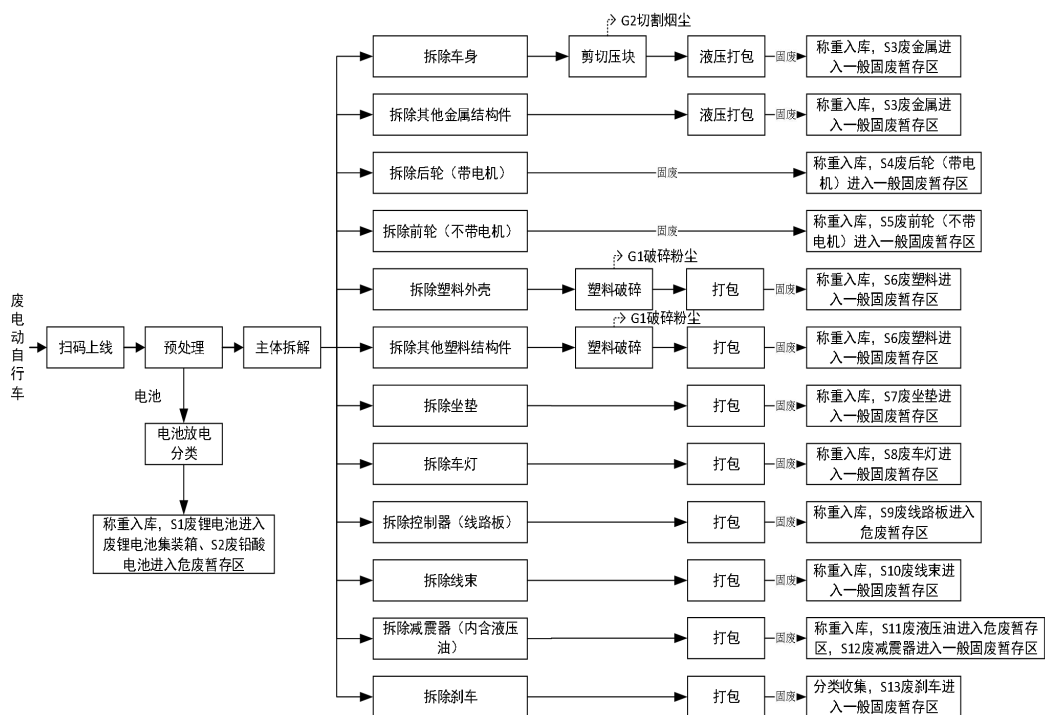 G2切割烟尘
拆除车身
剪切压块
液压打包
固废
称重入库，S3废金属进
入一般固废暂存区
拆除其他金属结构件
液压打包
固废
称重入库，S3废金属进
入一般固废暂存区
拆除后轮（带电机）
固废
称重入库，S4废后轮（带电
机）进入一般固废暂存区
拆除前轮（不带电机）
固废
称重入库，S5废前轮（不带
电机）进入一般固废暂存区
G1破碎粉尘
拆除塑料外壳
塑料破碎
打包
固废
称重入库，S6废塑料进
入一般固废暂存区
G1破碎粉尘
废电动自行车
扫码上线
预处理
主体拆解
拆除其他塑料结构件
塑料破碎
打包
固废
称重入库，S6废塑料进
入一般固废暂存区
电池
电池放电
分类
称重入库，S1废锂电池进入
废锂电池集装箱、S2废铅酸
电池进入危废暂存区
拆除坐垫
打包
固废
称重入库，S7废坐垫进
入一般固废暂存区
拆除车灯
打包
固废
称重入库，S8废车灯进
入一般固废暂存区
拆除控制器（线路板）
打包
固废
称重入库，S9废线路板进入
危废暂存区
拆除线束
打包
固废
称重入库，S10废线束进
入一般固废暂存区
拆除减震器（内含液压
油）
打包
固废
称重入库，S11废液压油进入危废暂存
区，S12废减震器进入一般固废暂存区
拆除刹车
打包
固废
分类收集，S13废刹车进
入一般固废暂存区